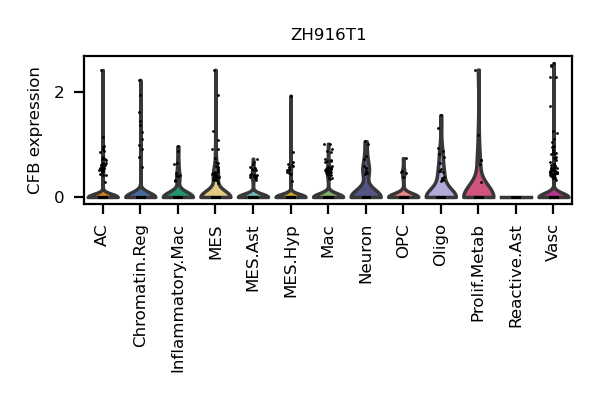 ZH916T1
CFB expression
2
0
AC
Chromatin.Reg
Inflammatory.Mac
MES
MES.Ast
MES.Hyp
Mac
Neuron
OPC
Oligo
Prolif.Metab
Reactive.Ast
Vasc